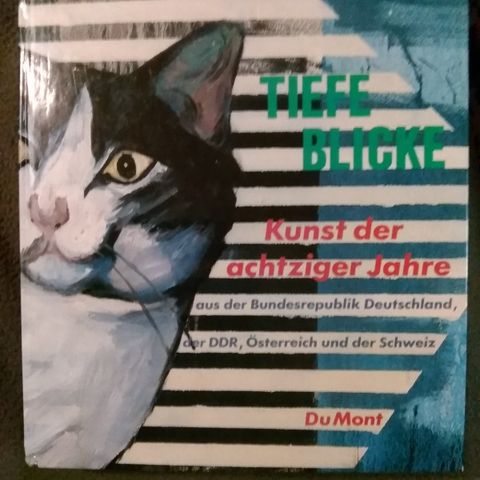 TIEFE
BLICKE
Kunst der
achtziger Jahre
aus der Bundesrepublik Deutschland,
der DDR, Österreich und der Schweiz
DuMont